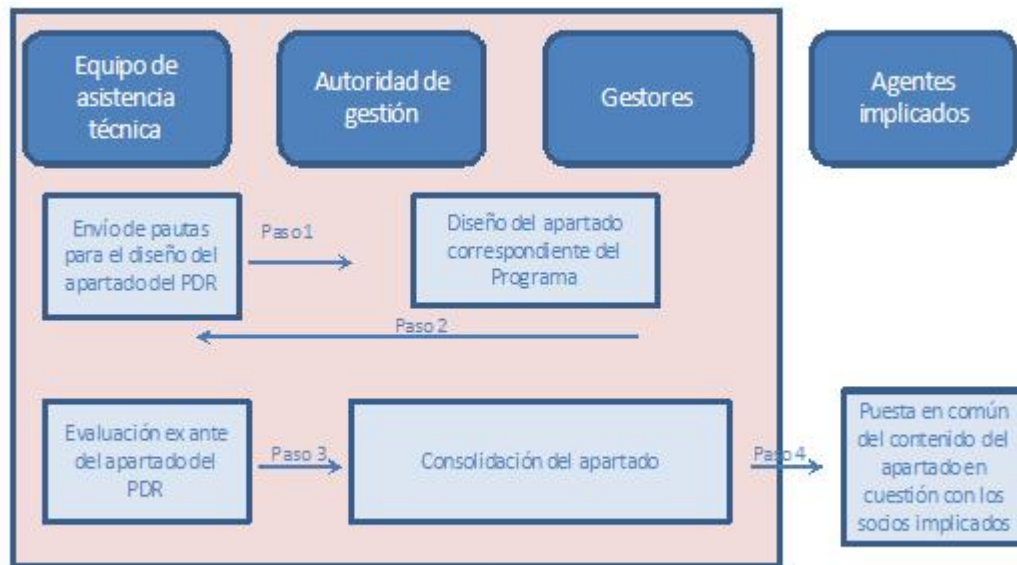 Equipo de
asistencia
técnica
Autoridad de
gestión
Gestores
Agentes
implicados
Envío de pautas
para el diseño del
apartado del PDR
Paso 1
Diseño del apartado
correspondiente del
Programa
Paso 2
Evaluación ex ante
del apartado del
PDR
Paso 3
Consolidación del apartado
Paso 4
Puesta en común
del contenido del
apartado en
cuestión con los
socios implicados